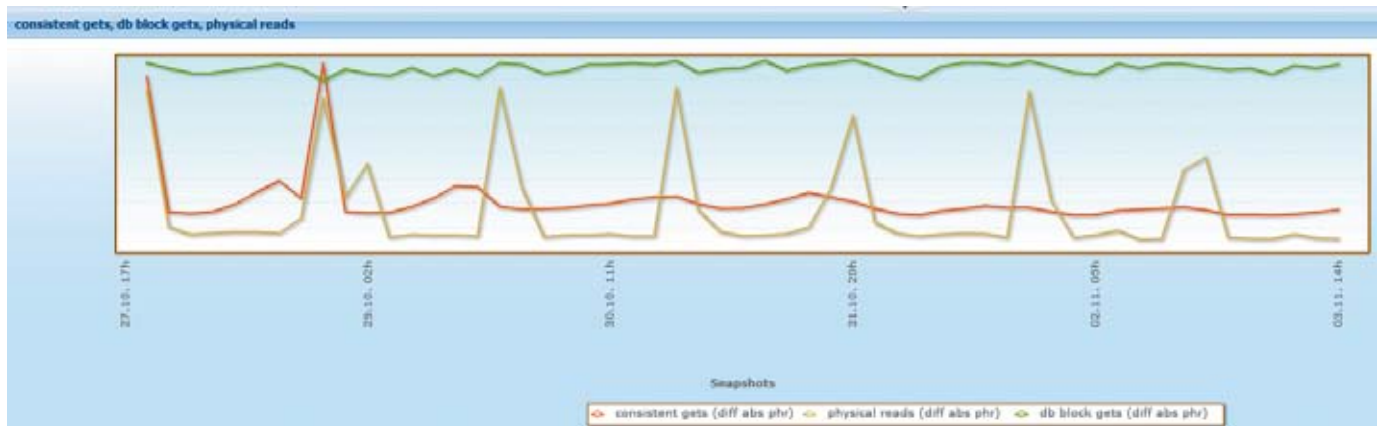 consistent gets, db block gets, physical reads
27.10. 17h
29.10. 02h
30.10. 11h
31.10. 20h
02.11. 05h
03.11. 14h
Snapshots
consistent gets (diff abs phr) physical reads (diff abs phr) db block gets (diff abs phr)